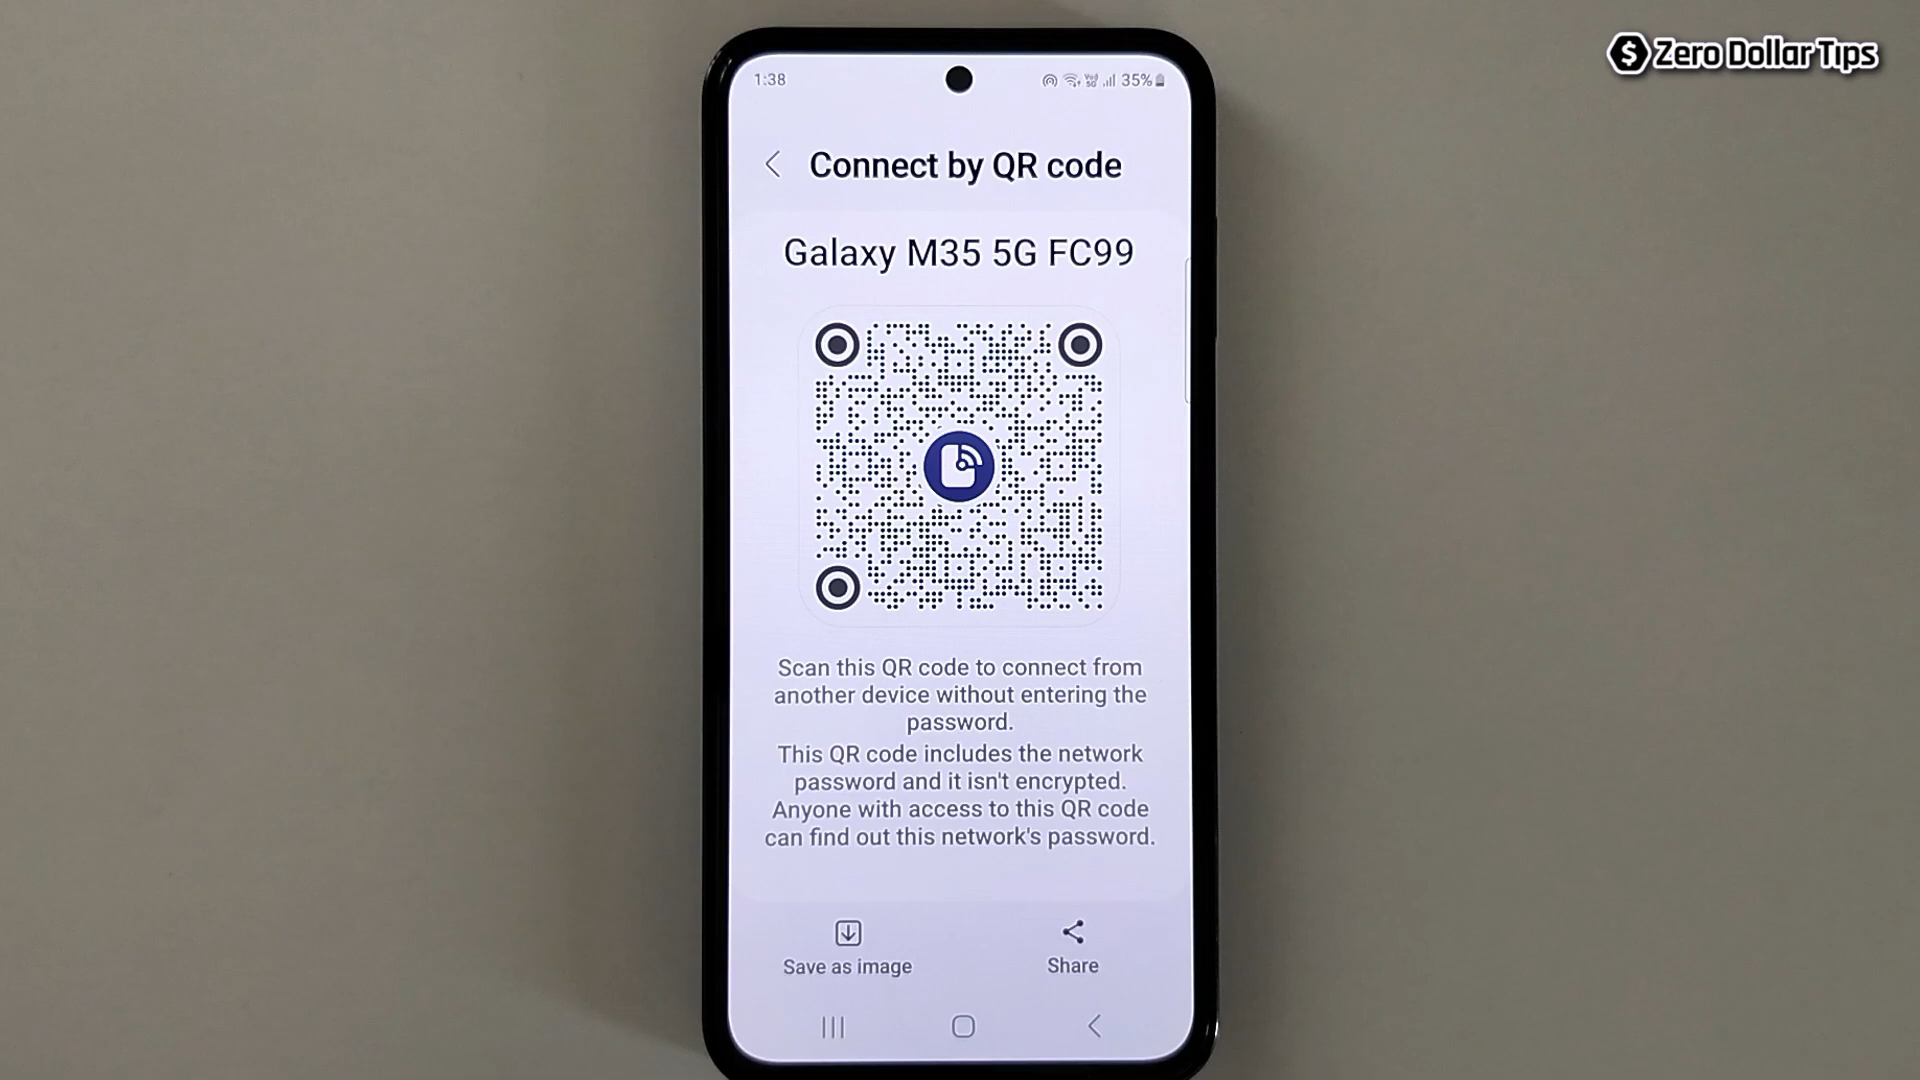 Zero Dollar Tips
1:38
35%
Connect by QR code
Galaxy M35 5G FC99
Scan this QR code to connect from
another device without entering the
password.
This QR code includes the network
password and it isn't encrypted.
Anyone with access to this QR code
can find out this network's password.
Save as image
Share